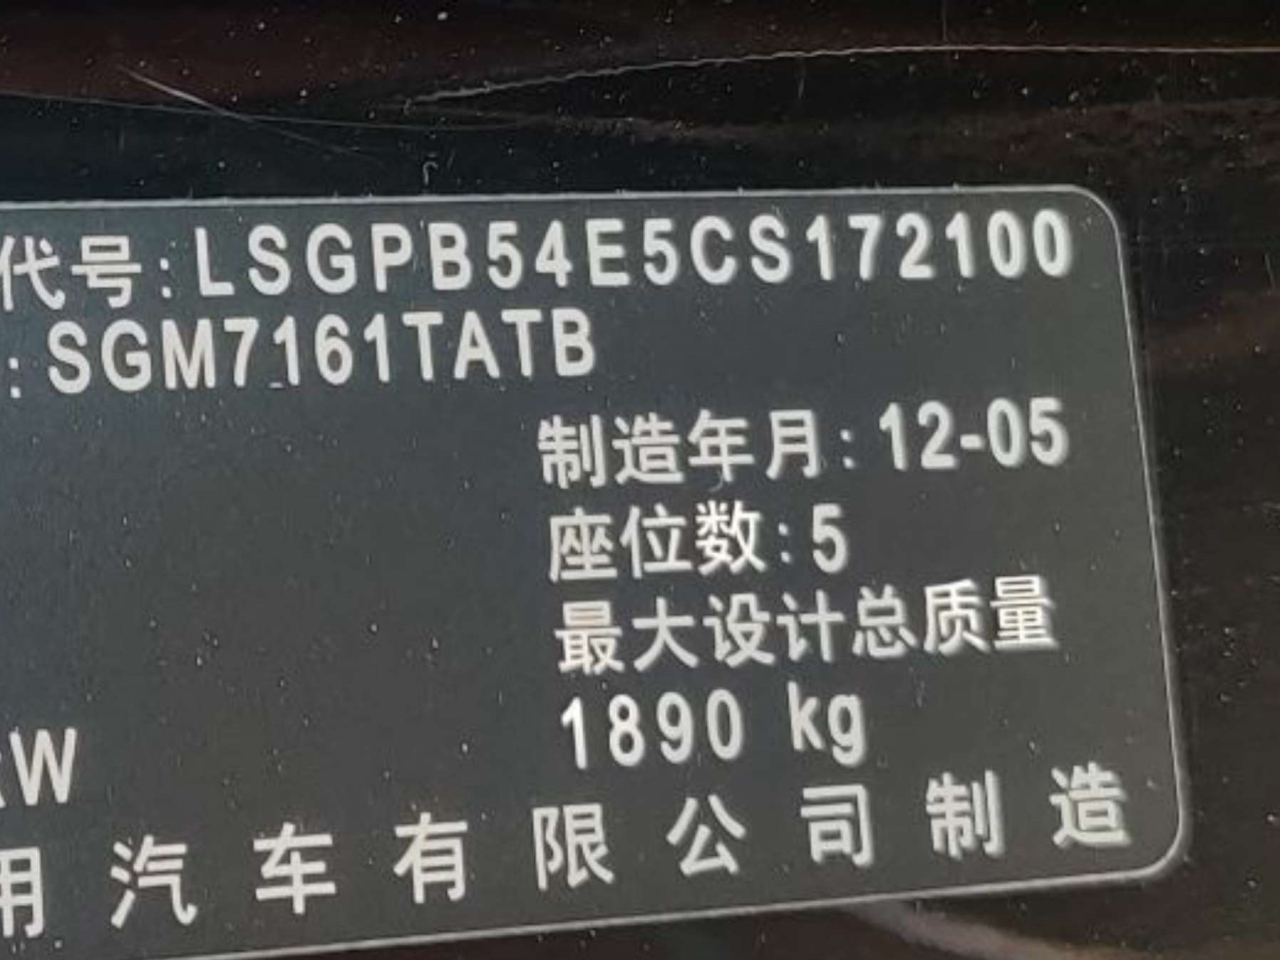 代号:LSGPB54E5CS172100
:SGM7161TATB
制造年月:12-05
座位数:5
最大设计总质量
1890 kg
W
用汽车有限公司制造